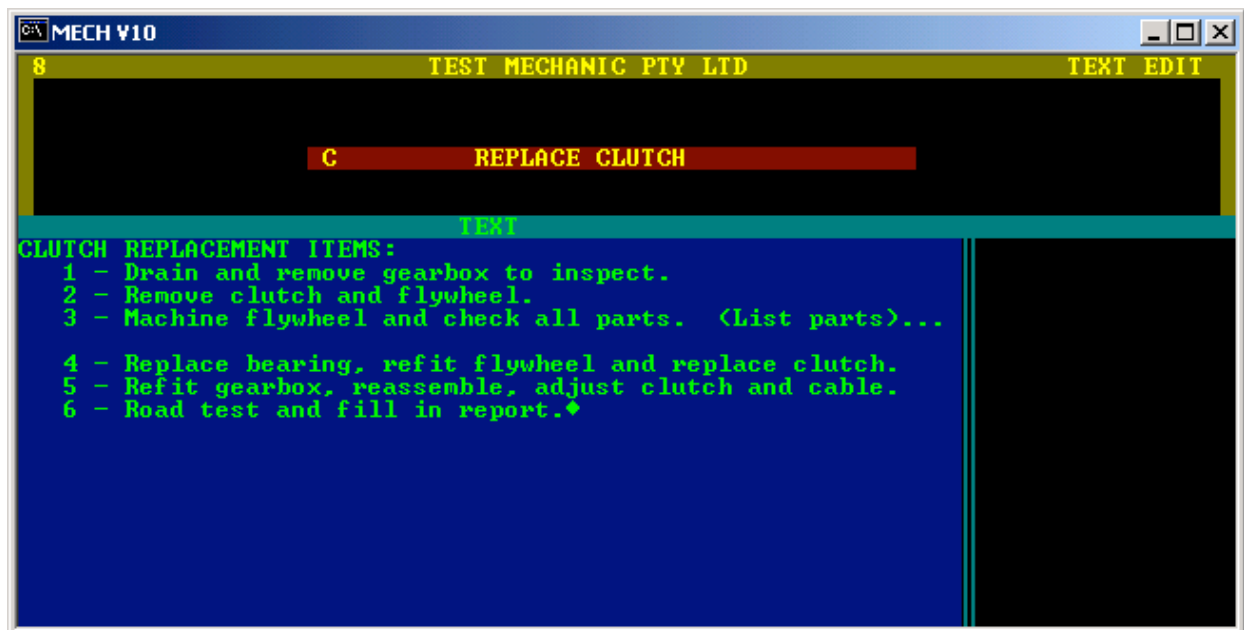 MECH V10
8 TEST MECHANIC PTY LTD TEXT EDIT
C REPLACE CLUTCH
TEXT
CLUTCH REPLACEMENT ITEMS:
1 - Drain and remove gearbox to inspect.
2 - Remove clutch and flywheel.
3 - Machine flywheel and check all parts. (List parts)...
4 - Replace bearing, refit flywheel and replace clutch.
5 - Refit gearbox, reassemble, adjust clutch and cable.
6 - Road test and fill in report.♦